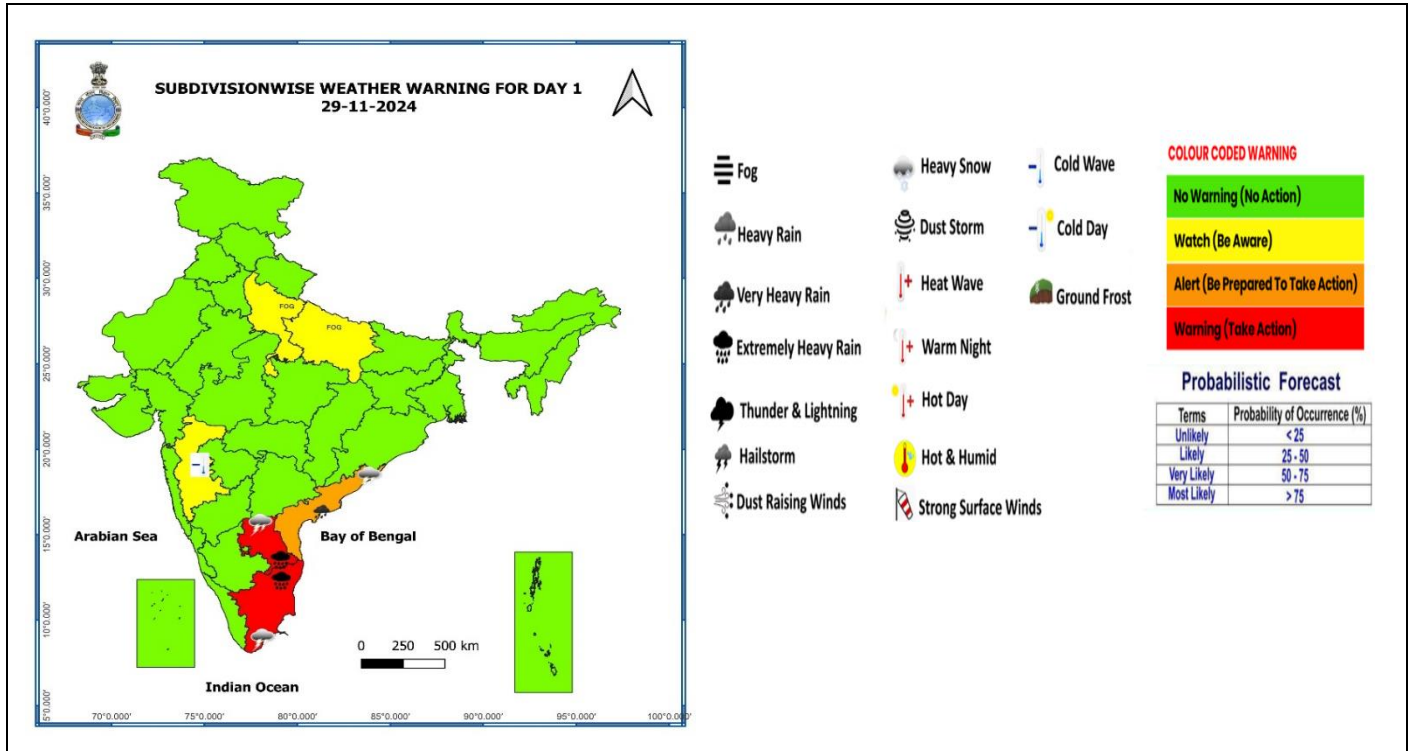 SUBDIVISIONWISE WEATHER WARNING FOR DAY 1
29-11-2024
40°0.000'
35°0.000'
30°0.000'
25°0.000'
20°0.000'
15°0.000'
10°0.000'
5°0.000'
FOG
FOG
Arabian Sea
Bay of Bengal
Indian Ocean
0 250 500 km
70°0.000' 75°0.000' 80°0.000' 85°0.000' 90°0.000' 95°0.000' 100°0.000'
Fog
Heavy Rain
Very Heavy Rain
Extremely Heavy Rain
Thunder & Lightning
Hailstorm
Dust Raising Winds
Heavy Snow
Dust Storm
Heat Wave
Warm Night
Hot Day
Hot & Humid
Strong Surface Winds
Cold Wave
Cold Day
Ground Frost
COLOUR CODED WARNING
No Warning (No Action)
Watch (Be Aware)
Alert (Be Prepared To Take Action)
Warning (Take Action)
Probabilistic Forecast
Terms Probability of Occurrence (%)
Unlikely < 25
Likely 25 - 50
Very Likely 50 - 75
Most Likely > 75